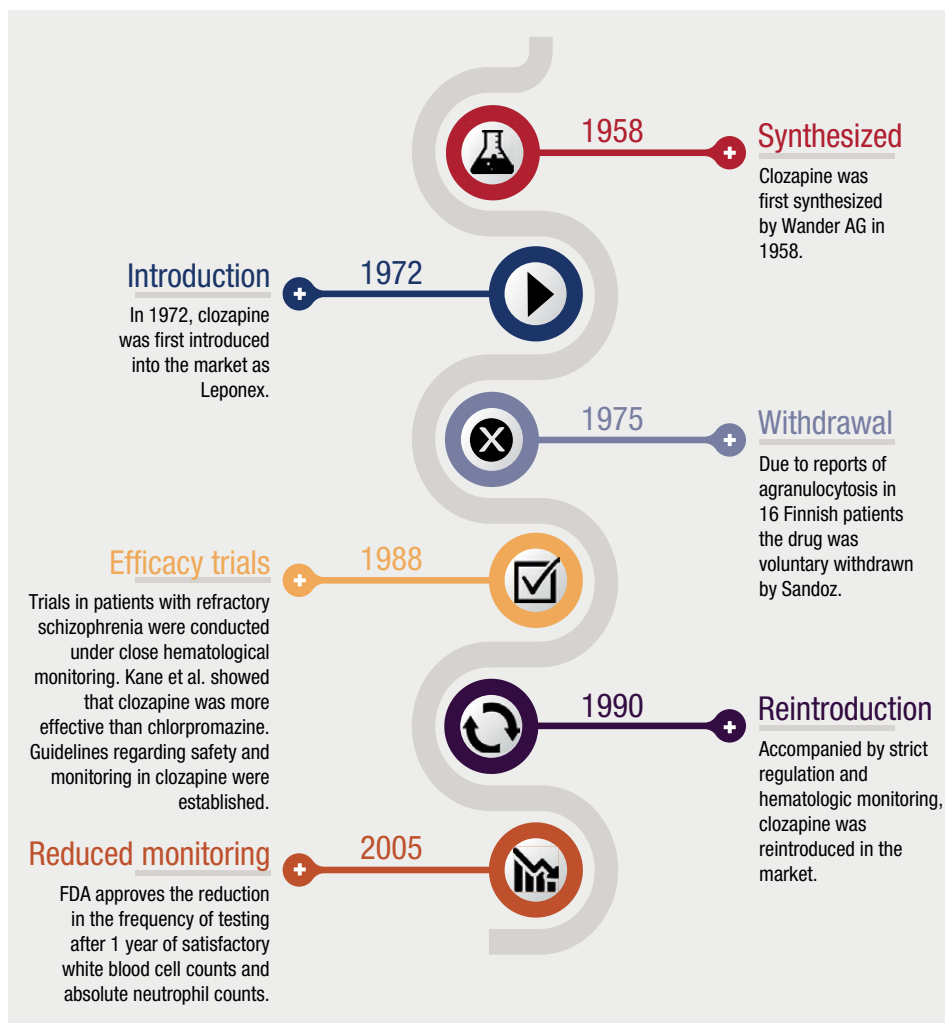 1958
Synthesized
Clozapine was
first synthesized
by Wander AG in
1958.
1972
Introduction
In 1972, clozapine
was first introduced
into the market as
Leponex.
1975
Withdrawal
Due to reports of
agranulocytosis in
16 Finnish patients
the drug was
voluntary withdrawn
by Sandoz.
1988
Efficacy trials
Trials in patients with refractory
schizophrenia were conducted
under close hematological
monitoring. Kane et al. showed
that clozapine was more
effective than chlorpromazine.
Guidelines regarding safety and
monitoring in clozapine were
established.
1990
Reintroduction
Accompanied by strict
regulation and
hematologic monitoring,
clozapine was
reintroduced in the
market.
2005
Reduced monitoring
FDA approves the reduction
in the frequency of testing
after 1 year of satisfactory
white blood cell counts and
absolute neutrophil counts.